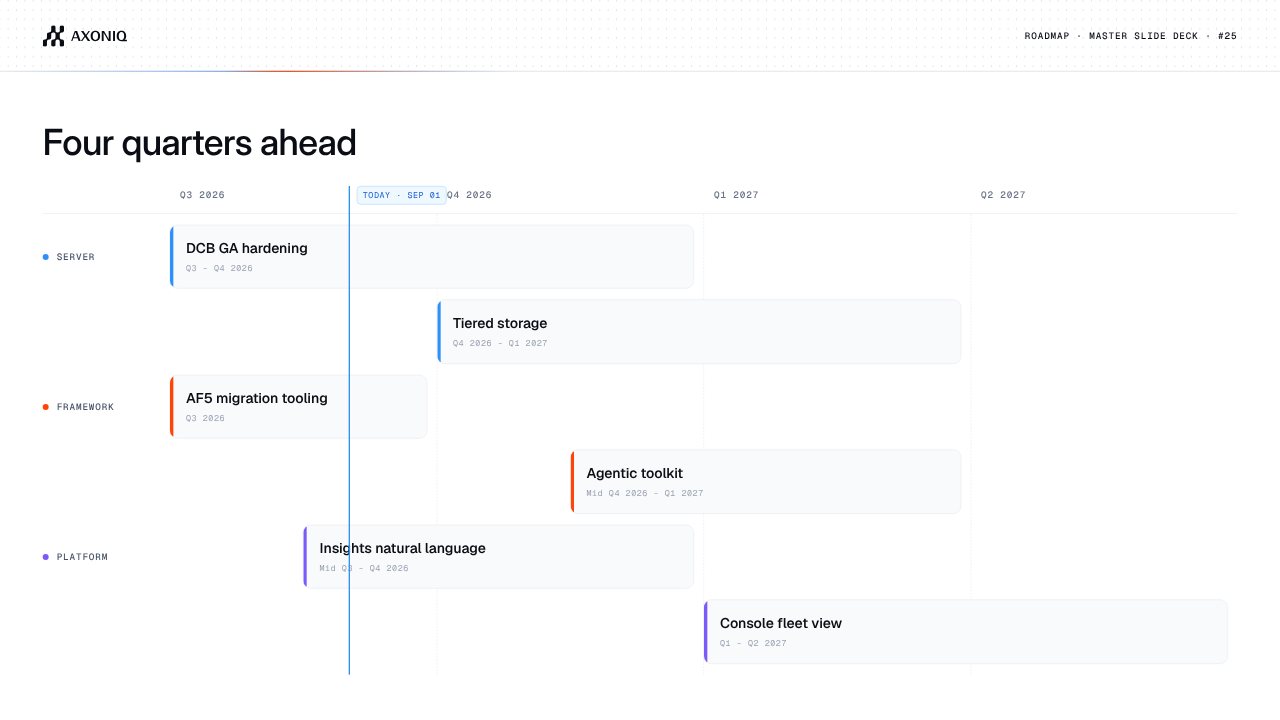 AXONIQ
ROADMAP · MASTER SLIDE DECK · #25
Four quarters ahead
Q3 2026
TODAY · SEP 01
Q4 2026
Q1 2027
Q2 2027
SERVER
DCB GA hardening
Q3 – Q4 2026
Tiered storage
Q4 2026 – Q1 2027
FRAMEWORK
AF5 migration tooling
Q3 2026
Agentic toolkit
Mid Q4 2026 – Q1 2027
PLATFORM
Insights natural language
Mid Q3 – Q4 2026
Console fleet view
Q1 – Q2 2027